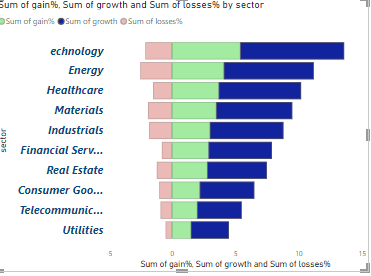 Sum of gain%, Sum of growth and Sum of losses% by sector
Sum of gain% Sum of growth Sum of losses%
echnology
Energy
Healthcare
Materials
Industrials
Financial Serv...
Real Estate
Consumer Goo...
Telecommunic...
Utilities
sector
5 0 5 10 15
Sum of gain%, Sum of growth and Sum of losses%